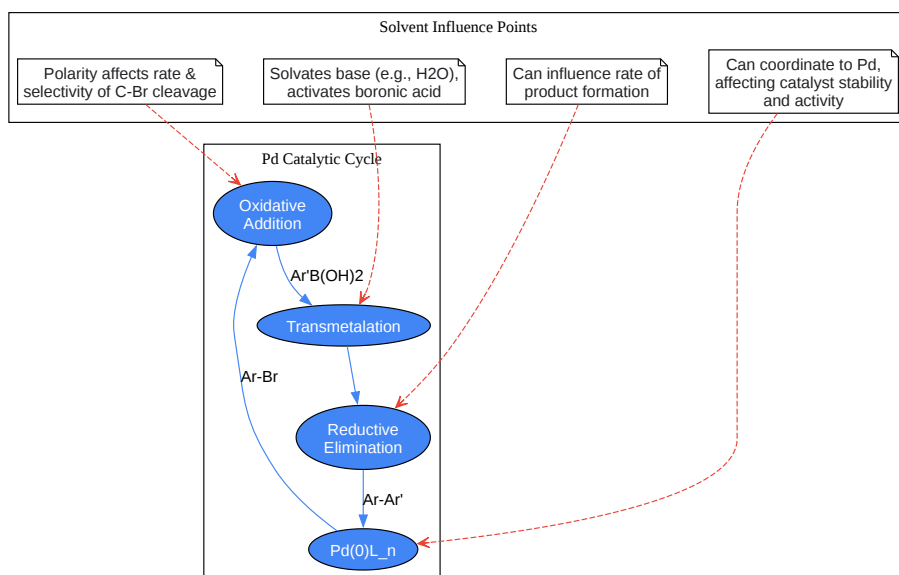 Solvent Influence Points
Polarity affects rate &
selectivity of C-Br cleavage
Solvates base (e.g., H2O),
activates boronic acid
Can influence rate of
product formation
Can coordinate to Pd,
affecting catalyst stability
and activity
Pd Catalytic Cycle
Oxidative
Addition
Ar'B(OH)2
Transmetalation
Ar-Br
Reductive
Elimination
Ar-Ar'
Pd(0)L_n